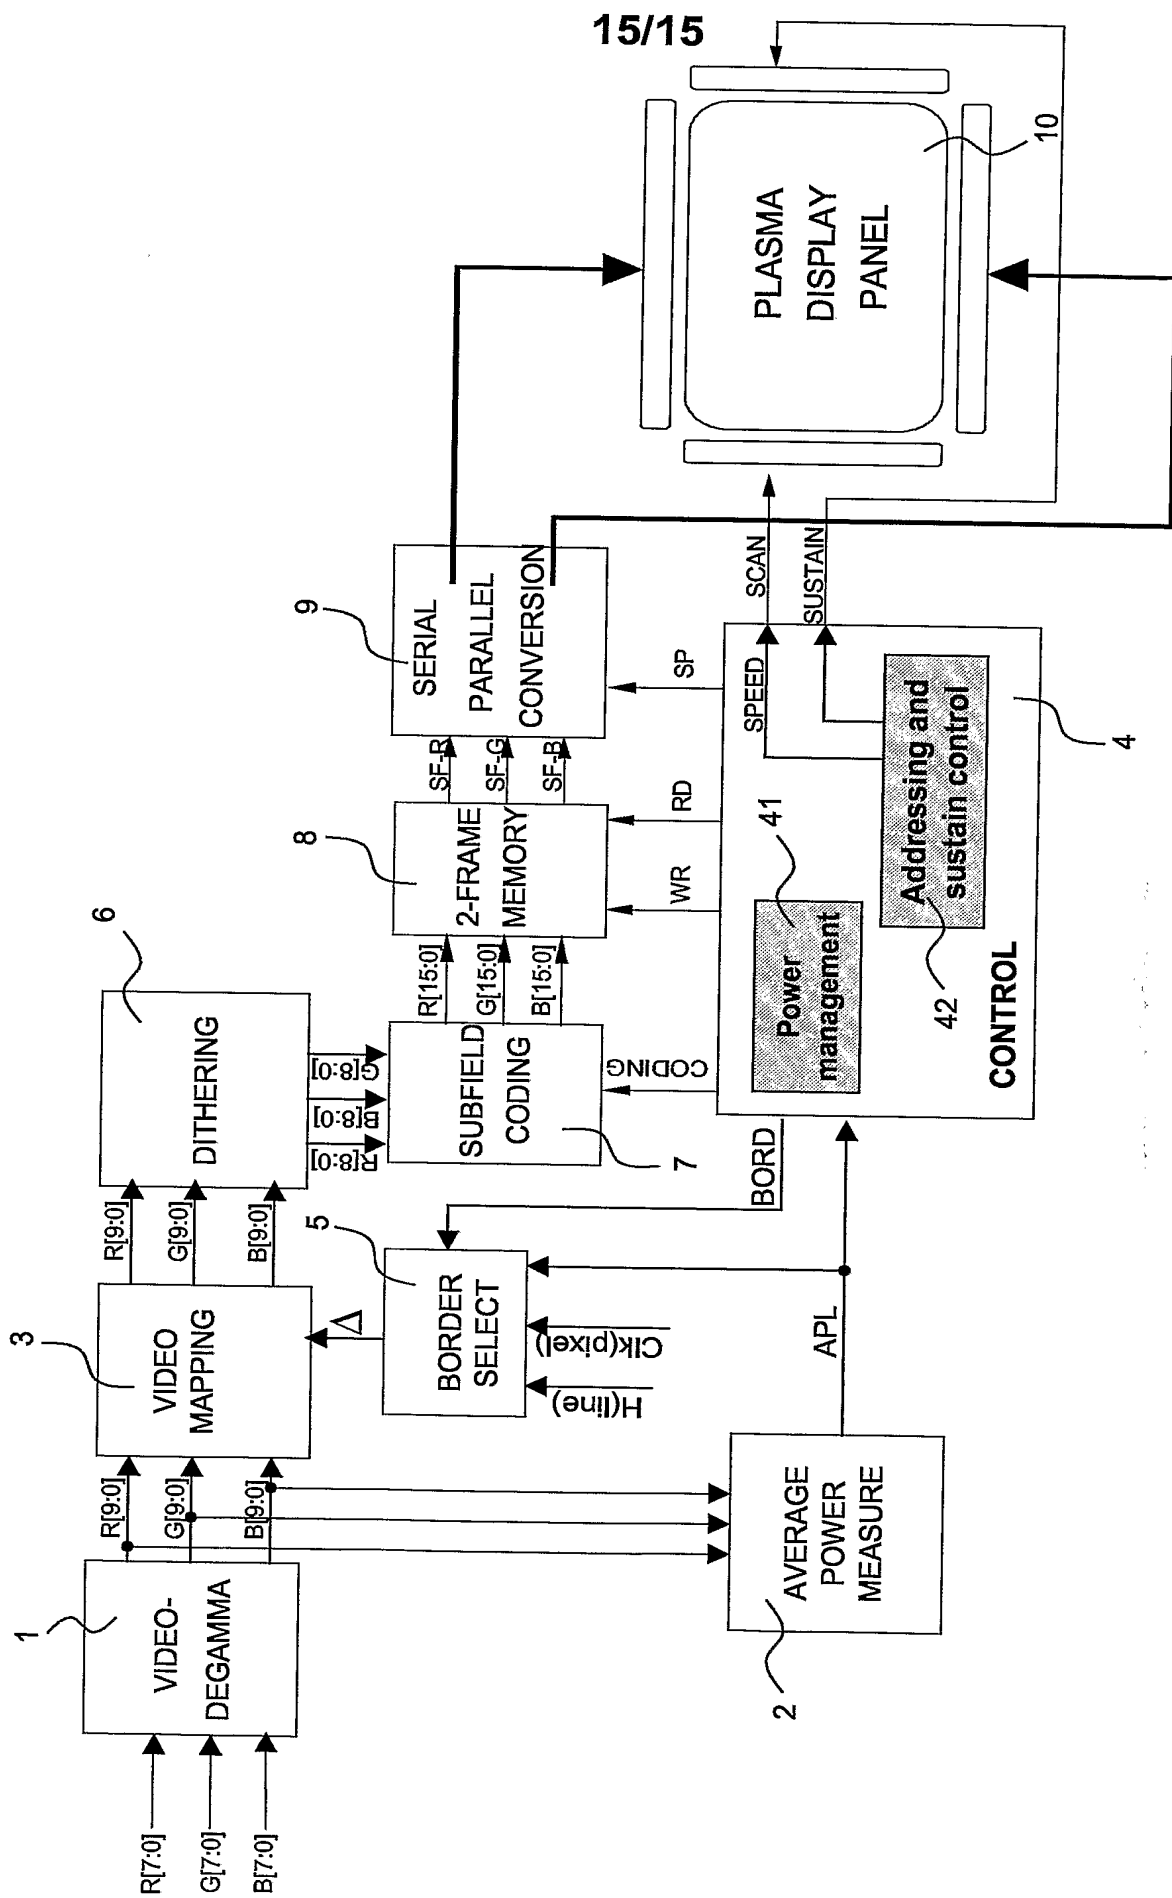 15/15
R[7:0]
G[7:0]
B[7:0]
1
VIDEO-
DEGAMMA
R[9:0]
G[9:0]
B[9:0]
3
VIDEO
MAPPING
R[9:0]
G[9:0]
B[9:0]
6
DITHERING
R[8:0]
B[8:0]
G[8:0]
Δ
5
BORDER
SELECT
H(line)
Clk(pixel)
BORD
7
SUBFIELD
CODING
CODING
R[15:0]
G[15:0]
B[15:0]
8
2-FRAME
MEMORY
WR
RD
SF-R
SF-G
SF-B
9
SERIAL
PARALLEL
CONVERSION
SP
2
AVERAGE
POWER
MEASURE
APL
Power
management
41
Addressing and
sustain control
42
CONTROL
4
SPEED
SCAN
SUSTAIN
PLASMA
DISPLAY
PANEL
10